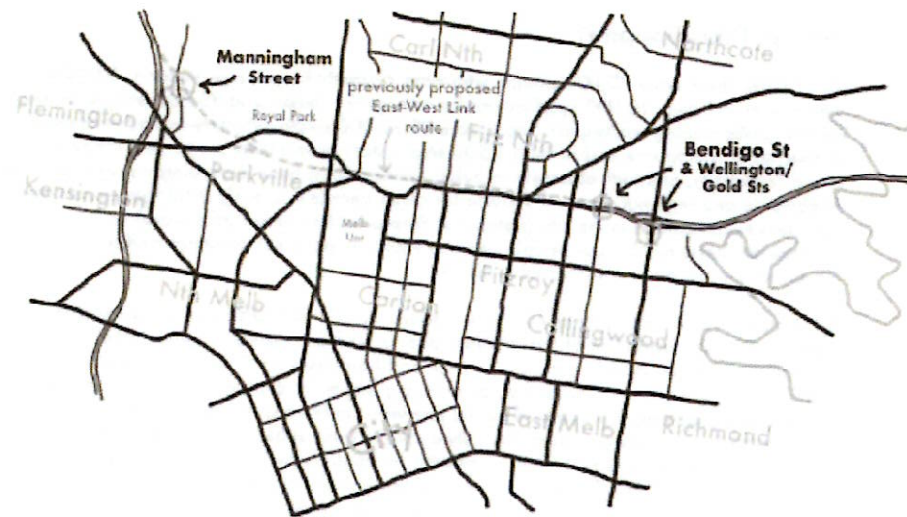 Carl Nth
Northcote
Manningham
Street
previously proposed
East-West Link
route
Flemington
Royal Park
Fitz Nth
Bendigo St
& Wellington/
Gold Sts
Parkville
Kensington
Melb
Uni
Fitzroy
Nth Melb
Carlton
Collingwood
City
East Melb
Richmond